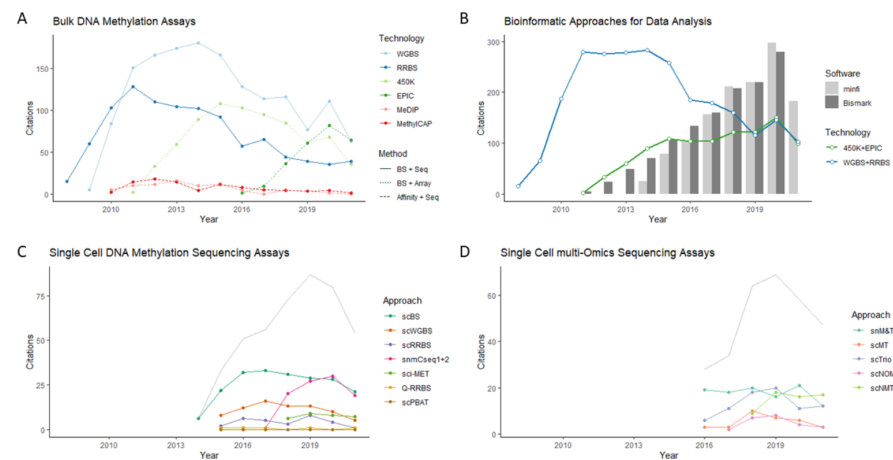 A
Bulk DNA Methylation Assays
Citations
150
100
50
0
2010
2013
2016
2019
Year
Technology
WGBS
RRBS
450K
EPIC
MeDIP
MethylCAP
Method
BS + Seq
BS + Array
Affinity + Seq
B
Bioinformatic Approaches for Data Analysis
Citations
300
200
100
0
2010
2013
2016
2019
Year
Software
minfi
Bismark
Technology
450K+EPIC
WGBS+RRBS
C
Single Cell DNA Methylation Sequencing Assays
Citations
75
50
25
0
2010
2013
2016
2019
Year
Approach
scBS
scWGBS
scRRBS
snmCseq1+2
sci-MET
Q-RRBS
scPBAT
D
Single Cell multi-Omics Sequencing Assays
Citations
60
40
20
0
2010
2013
2016
2019
Year
Approach
snM&T
scMT
scTrio
scNOM
scNMT